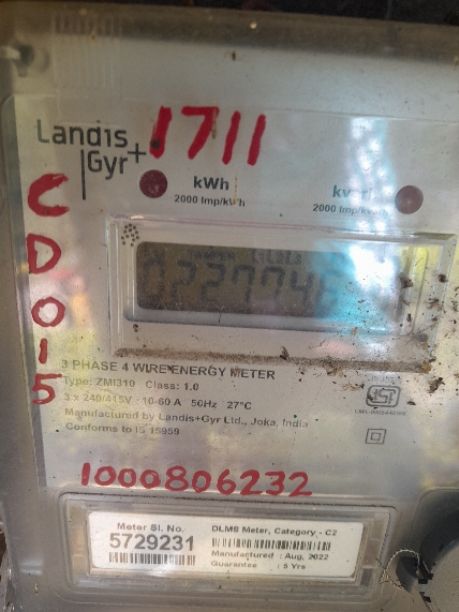 Landis
Gyr+
1711
kWh
2000 Imp/kWh
2000 Imp/kvarh
CD015
TAMPER
3 PHASE 4 WIRE ENERGY METER
Type: ZMI310 Class: 1.0
3 x 240/415V~ 10-60 A 50Hz 27°C
Manufactured by Landis+Gyr Ltd., Joka, India
Conforms to IS 15959
1000806232
Meter Sl. No.
5729231
DLMS Meter, Category - C2
Manufactured : Aug, 2022
Guarantee : 5 Yrs